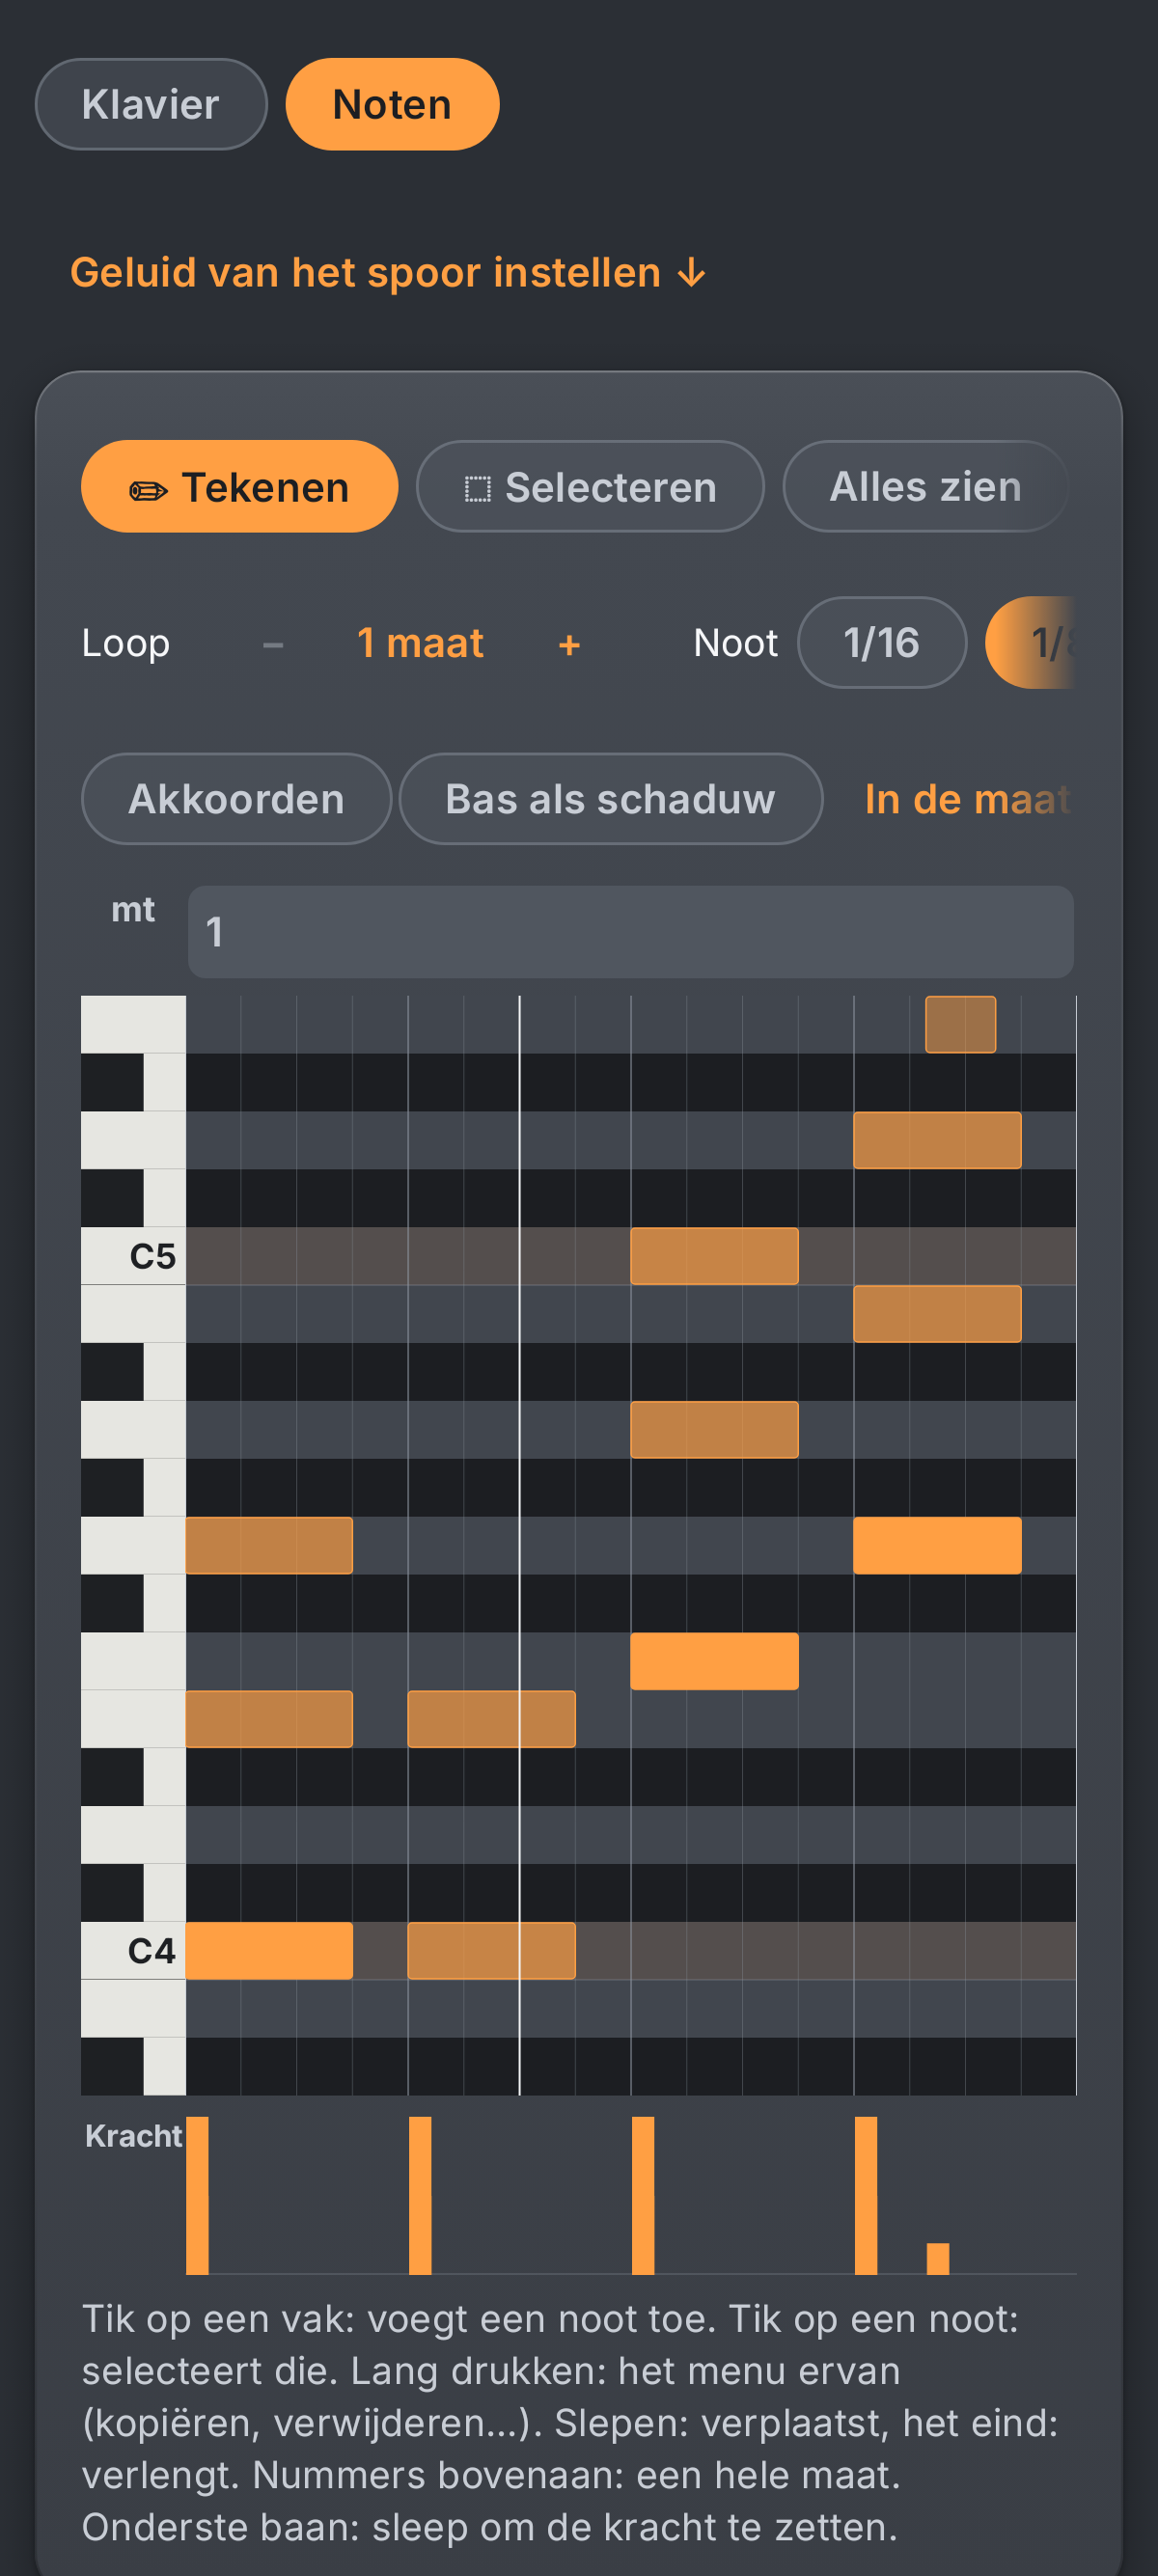 Klavier Noten
Geluid van het spoor instellen ↓
✏ Tekenen ⬚ Selecteren Alles zien
Loop − 1 maat + Noot 1/16 1/8
Akkoorden Bas als schaduw In de maat
mt 1
C5
C4
Kracht
Tik op een vak: voegt een noot toe. Tik op een noot:
selecteert die. Lang drukken: het menu ervan
(kopiëren, verwijderen...). Slepen: verplaatst, het eind:
verlengt. Nummers bovenaan: een hele maat.
Onderste baan: sleep om de kracht te zetten.